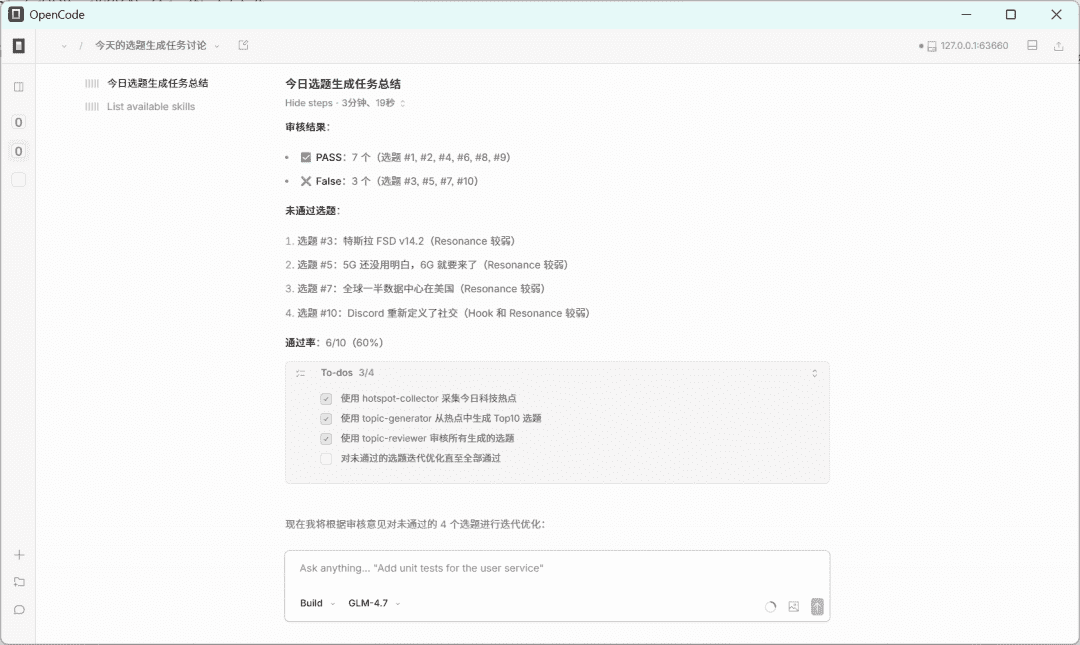 OpenCode
/ 今天的选题生成任务讨论
127.0.0.1:63660
今日选题生成任务总结
List available skills
0
0
今日选题生成任务总结
Hide steps · 3分钟、19秒
审核结果：
• PASS：7 个（选题 #1, #2, #4, #6, #8, #9）
• False：3 个（选题 #3, #5, #7, #10）
未通过选题：
1. 选题 #3：特斯拉 FSD v14.2（Resonance 较弱）
2. 选题 #5：5G 还没用明白，6G 就要来了（Resonance 较弱）
3. 选题 #7：全球一半数据中心在美国（Resonance 较弱）
4. 选题 #10：Discord 重新定义了社交（Hook 和 Resonance 较弱）
通过率：6/10（60%）
To-dos 3/4
使用 hotspot-collector 采集今日科技热点
使用 topic-generator 从热点中生成 Top10 选题
使用 topic-reviewer 审核所有生成的选题
对未通过的选题迭代优化直至全部通过
现在我将根据审核意见对未通过的 4 个选题进行迭代优化：
Ask anything... "Add unit tests for the user service"
Build GLM-4.7